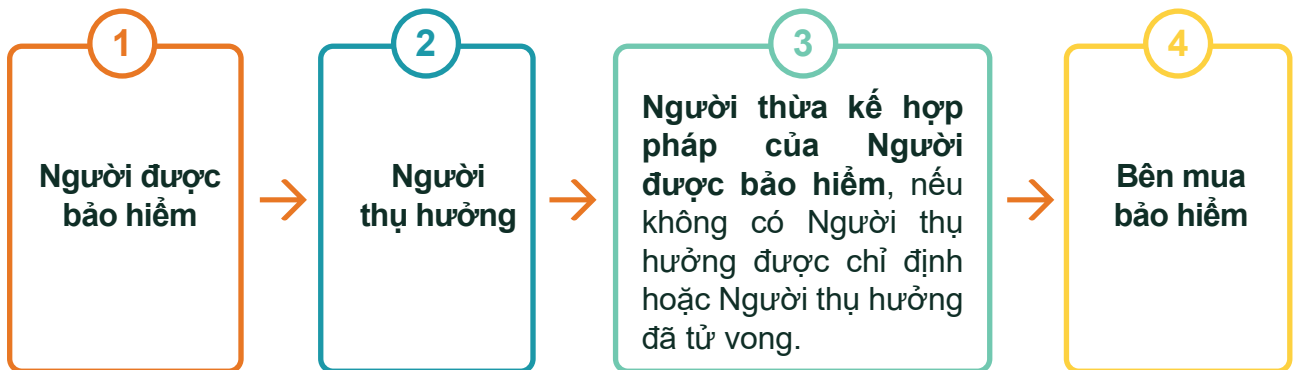 1
Người được
bảo hiểm
2
Người
thụ hưởng
3
Người thừa kế hợp
pháp của Người
được bảo hiểm, nếu
không có Người thụ
hưởng được chỉ định
hoặc Người thụ hưởng
đã tử vong.
4
Bên mua
bảo hiểm